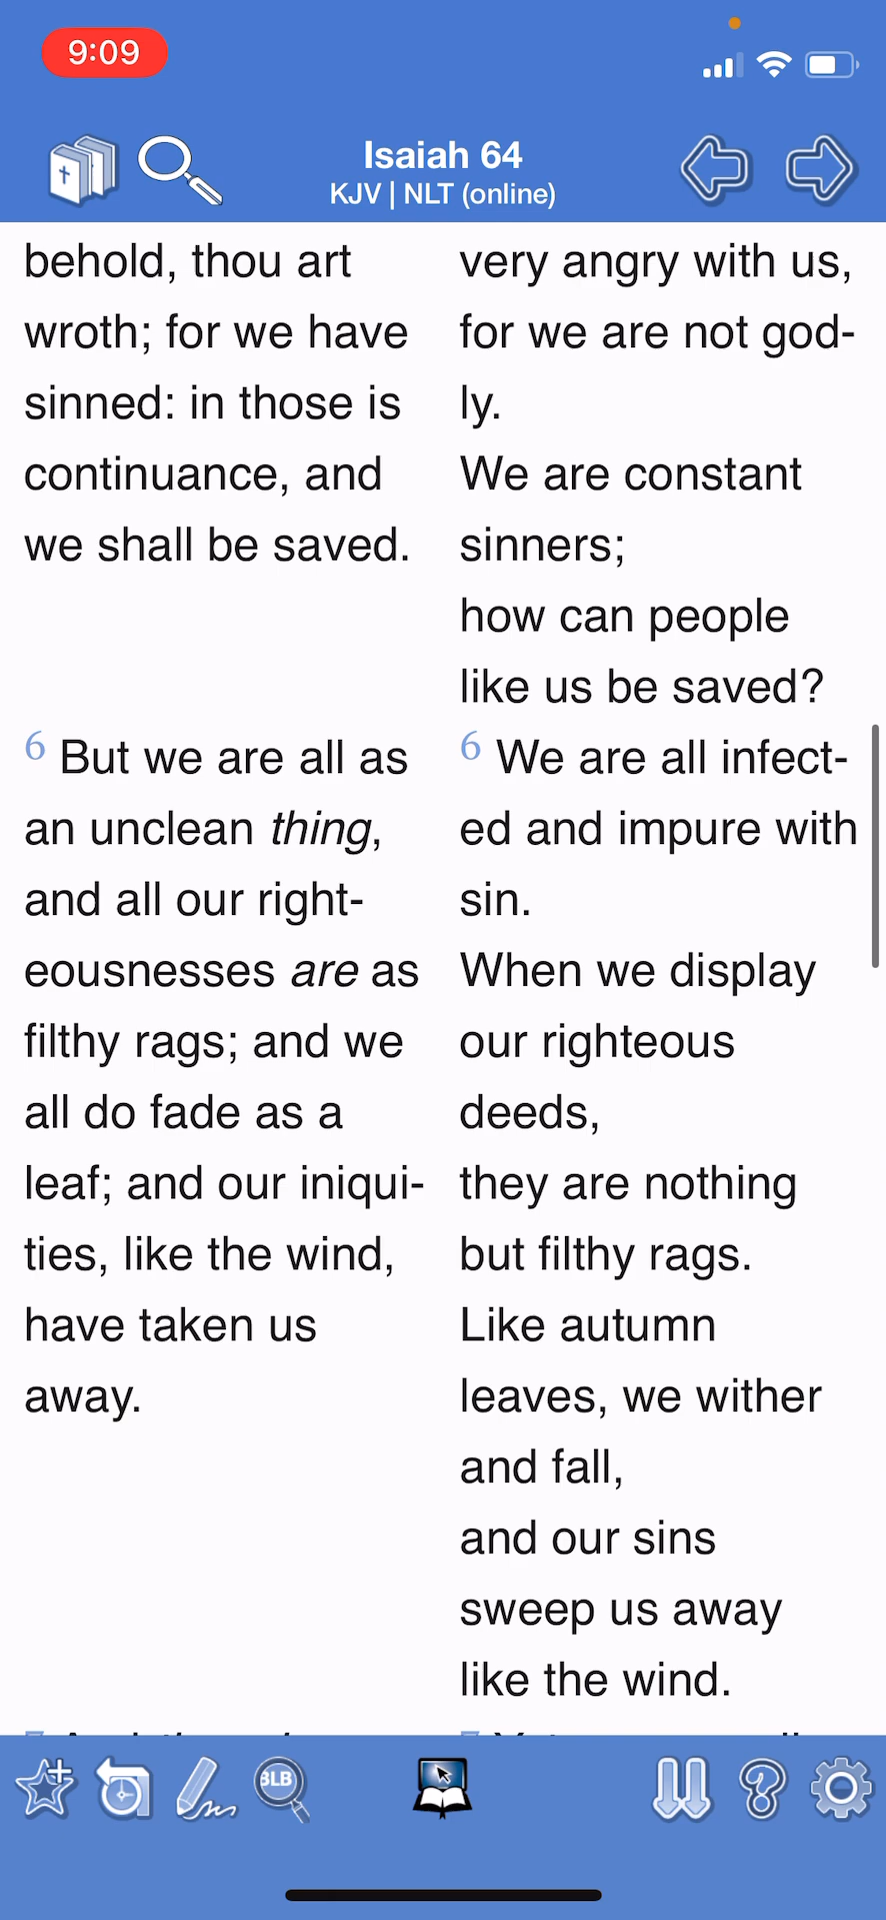 9:09
Isaiah 64
KJV | NLT (online)
behold, thou art
wroth; for we have
sinned: in those is
continuance, and
we shall be saved.
6 But we are all as
an unclean thing,
and all our right-
eousnesses are as
filthy rags; and we
all do fade as a
leaf; and our iniqui-
ties, like the wind,
have taken us
away.
very angry with us,
for we are not god-
ly.
We are constant
sinners;
how can people
like us be saved?
6 We are all infect-
ed and impure with
sin.
When we display
our righteous
deeds,
they are nothing
but filthy rags.
Like autumn
leaves, we wither
and fall,
and our sins
sweep us away
like the wind.
BLB